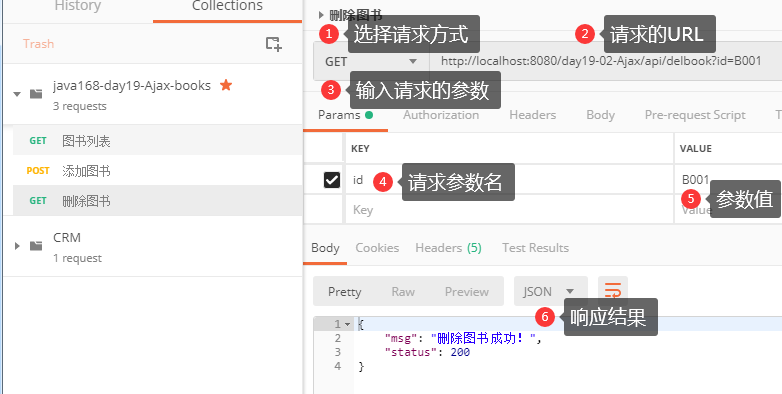 History
Collections
Trash
java168-day19-Ajax-books
3 requests
GET 图书列表
POST 添加图书
GET 删除图书
CRM
1 request
删除图书
1 选择请求方式
2 请求的URL
GET
http://localhost:8080/day19-02-Ajax/api/delbook?id=B001
3 输入请求的参数
Params Authorization Headers Body Pre-request Script T
KEY VALUE
id B001
4 请求参数名
5 参数值
Key Value
Body Cookies Headers (5) Test Results
Pretty Raw Preview JSON
6 响应结果
1 {
2 "msg": "删除图书成功！",
3 "status": 200
4 }